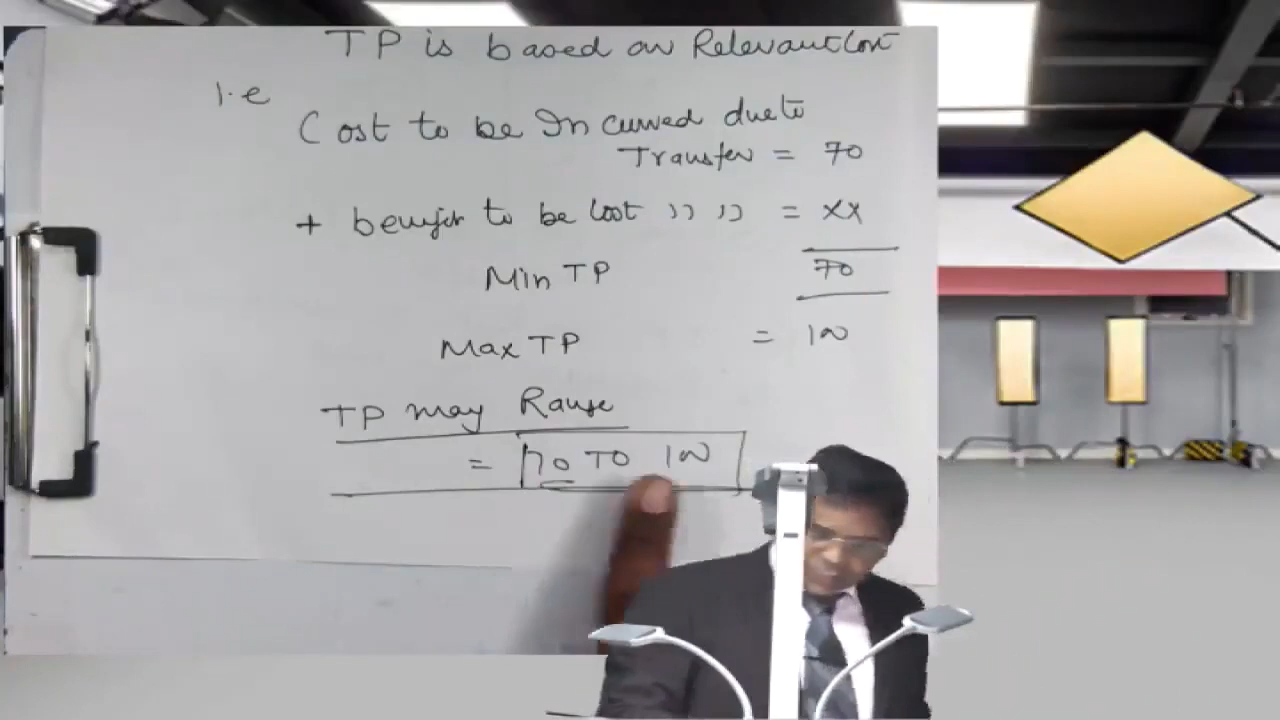 TP is based on Relevant Cost
i.e
Cost to be Incurred due to
Transfer = 70
+ benefit to be lost ,, ,, = xx
70
Min TP
Max TP = 100
TP may Range
= 70 TO 100